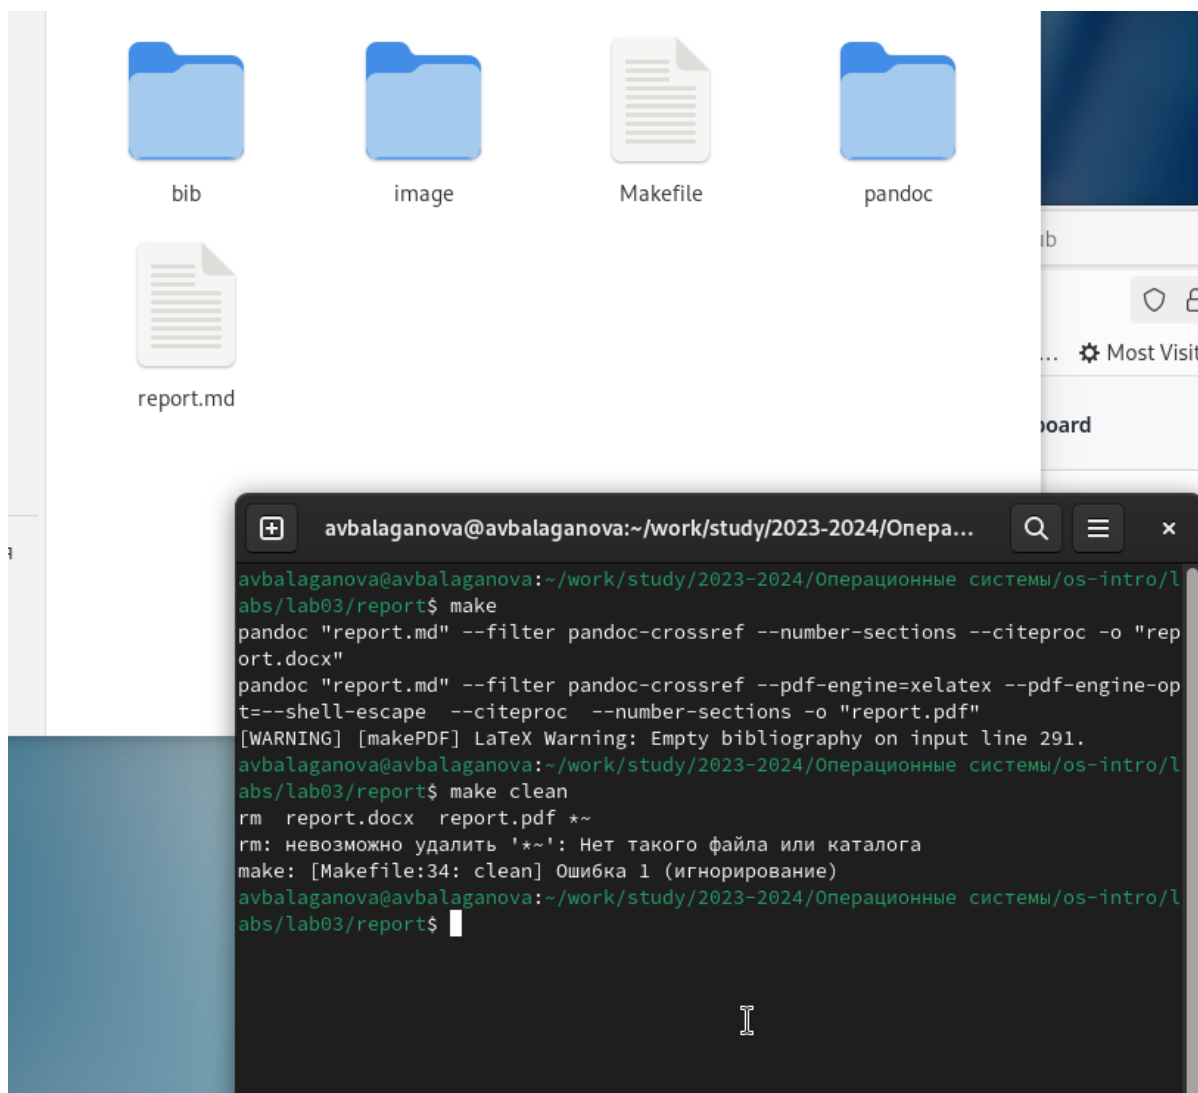 bib
image
Makefile
pandoc
report.md
ub
... Most Visit
board
я
avbalaganova@avbalaganova:~/work/study/2023-2024/Опера...
avbalaganova@avbalaganova:~/work/study/2023-2024/Операционные системы/os-intro/l
abs/lab03/report$ make
pandoc "report.md" --filter pandoc-crossref --number-sections --citeproc -o "rep
ort.docx"
pandoc "report.md" --filter pandoc-crossref --pdf-engine=xelatex --pdf-engine-op
t=--shell-escape  --citeproc  --number-sections -o "report.pdf"
[WARNING] [makePDF] LaTeX Warning: Empty bibliography on input line 291.
avbalaganova@avbalaganova:~/work/study/2023-2024/Операционные системы/os-intro/l
abs/lab03/report$ make clean
rm  report.docx  report.pdf *~
rm: невозможно удалить '*~': Нет такого файла или каталога
make: [Makefile:34: clean] Ошибка 1 (игнорирование)
avbalaganova@avbalaganova:~/work/study/2023-2024/Операционные системы/os-intro/l
abs/lab03/report$